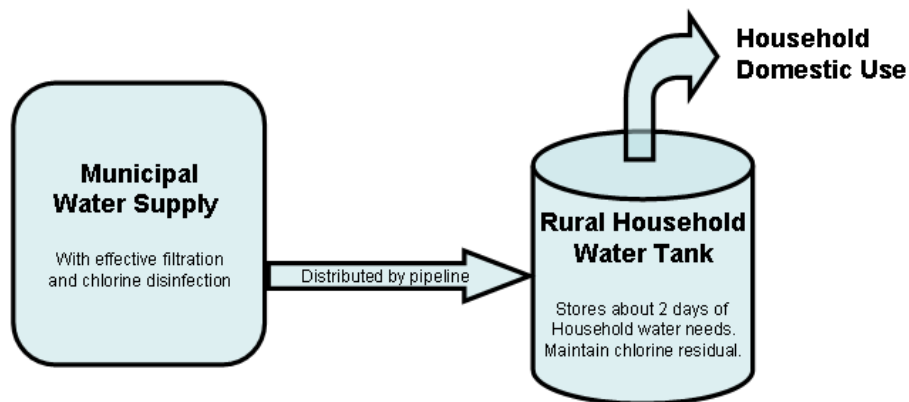 Household
Domestic Use
Municipal
Water Supply
With effective filtration
and chlorine disinfection
Distributed by pipeline
Rural Household
Water Tank
Stores about 2 days of
Household water needs.
Maintain chlorine residual.